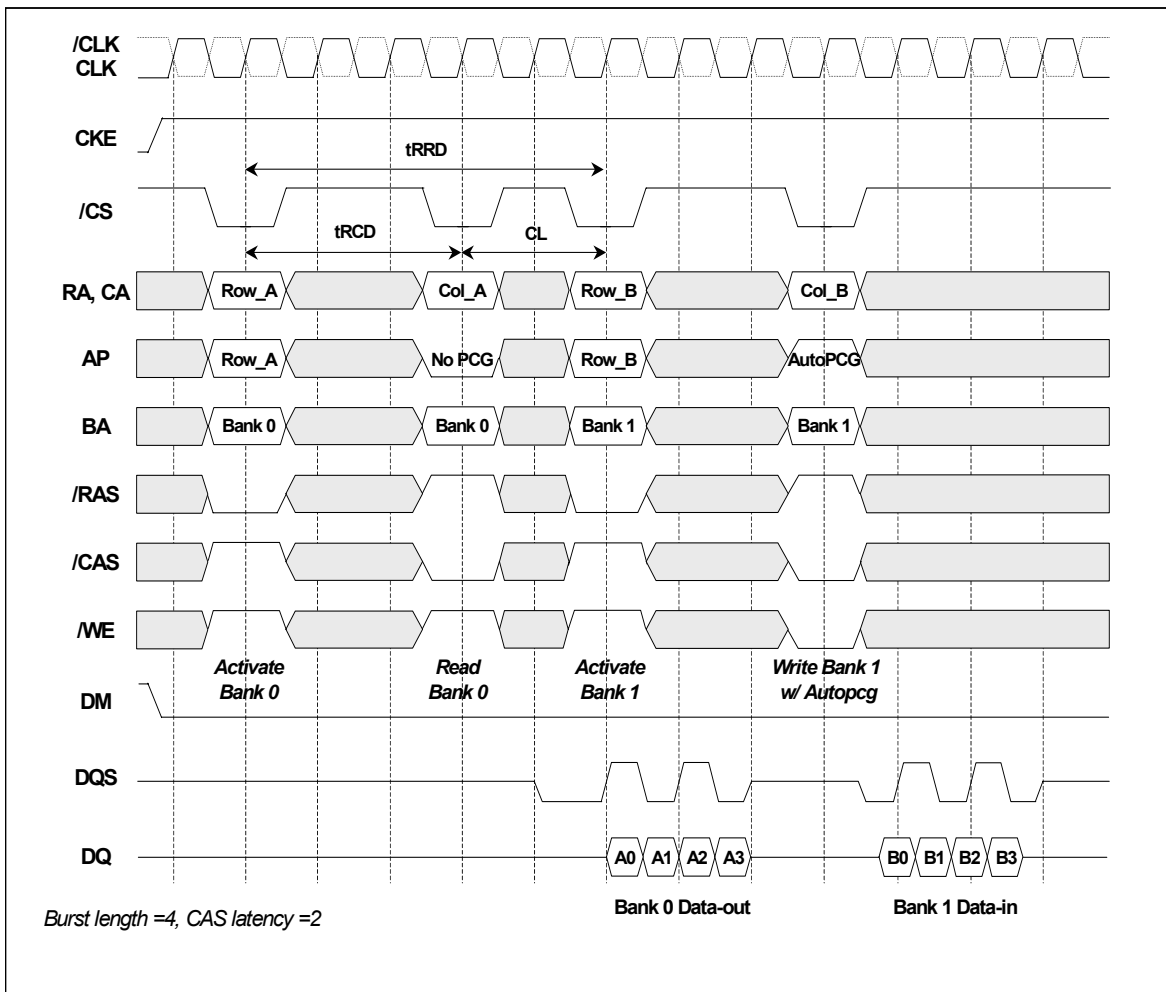 /CLK
CLK
CKE
tRRD
/CS
tRCD CL
RA, CA Row_A Col_A Row_B Col_B
AP Row_A No PCG Row_B AutoPCG
BA Bank 0 Bank 0 Bank 1 Bank 1
/RAS
/CAS
/WE
Activate Read Activate Write Bank 1
Bank 0 Bank 0 Bank 1 w/ Autopcg
DM
DQS
DQ A0 A1 A2 A3 B0 B1 B2 B3
Bank 0 Data-out Bank 1 Data-in
Burst length =4, CAS latency =2